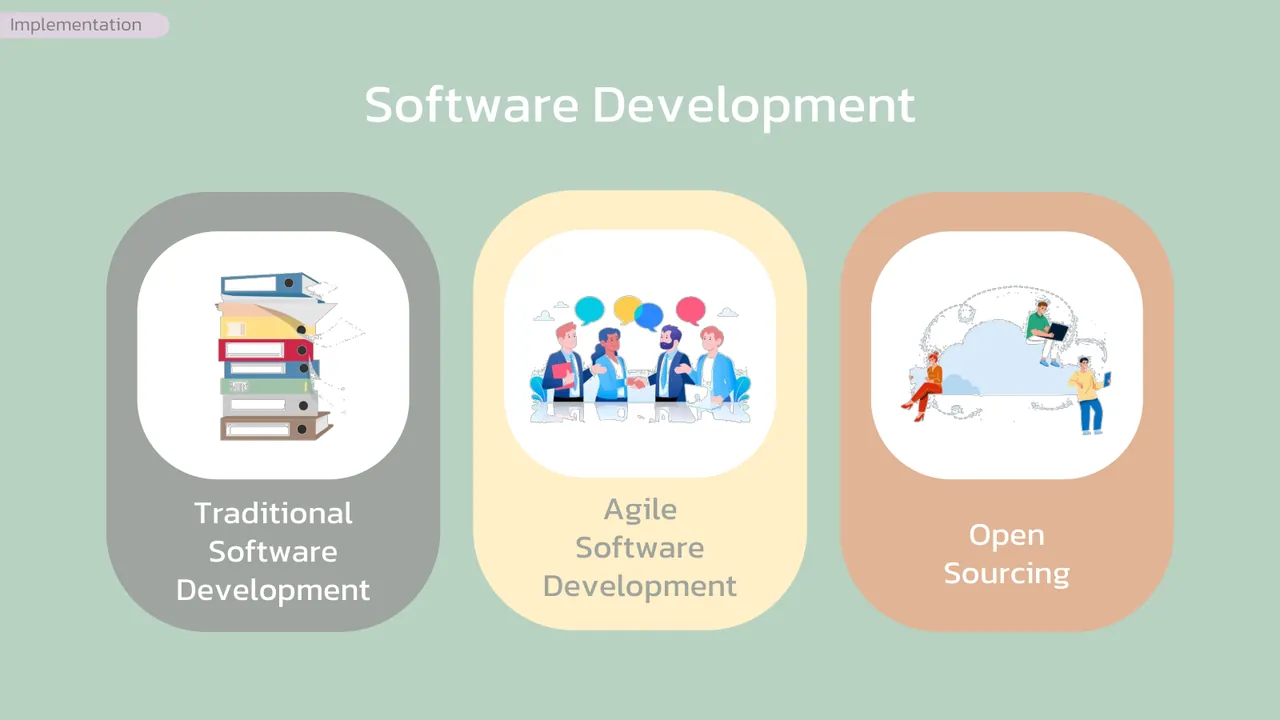 Implementation
Software Development
Traditional
Software
Development
Agile
Software
Development
Open
Sourcing